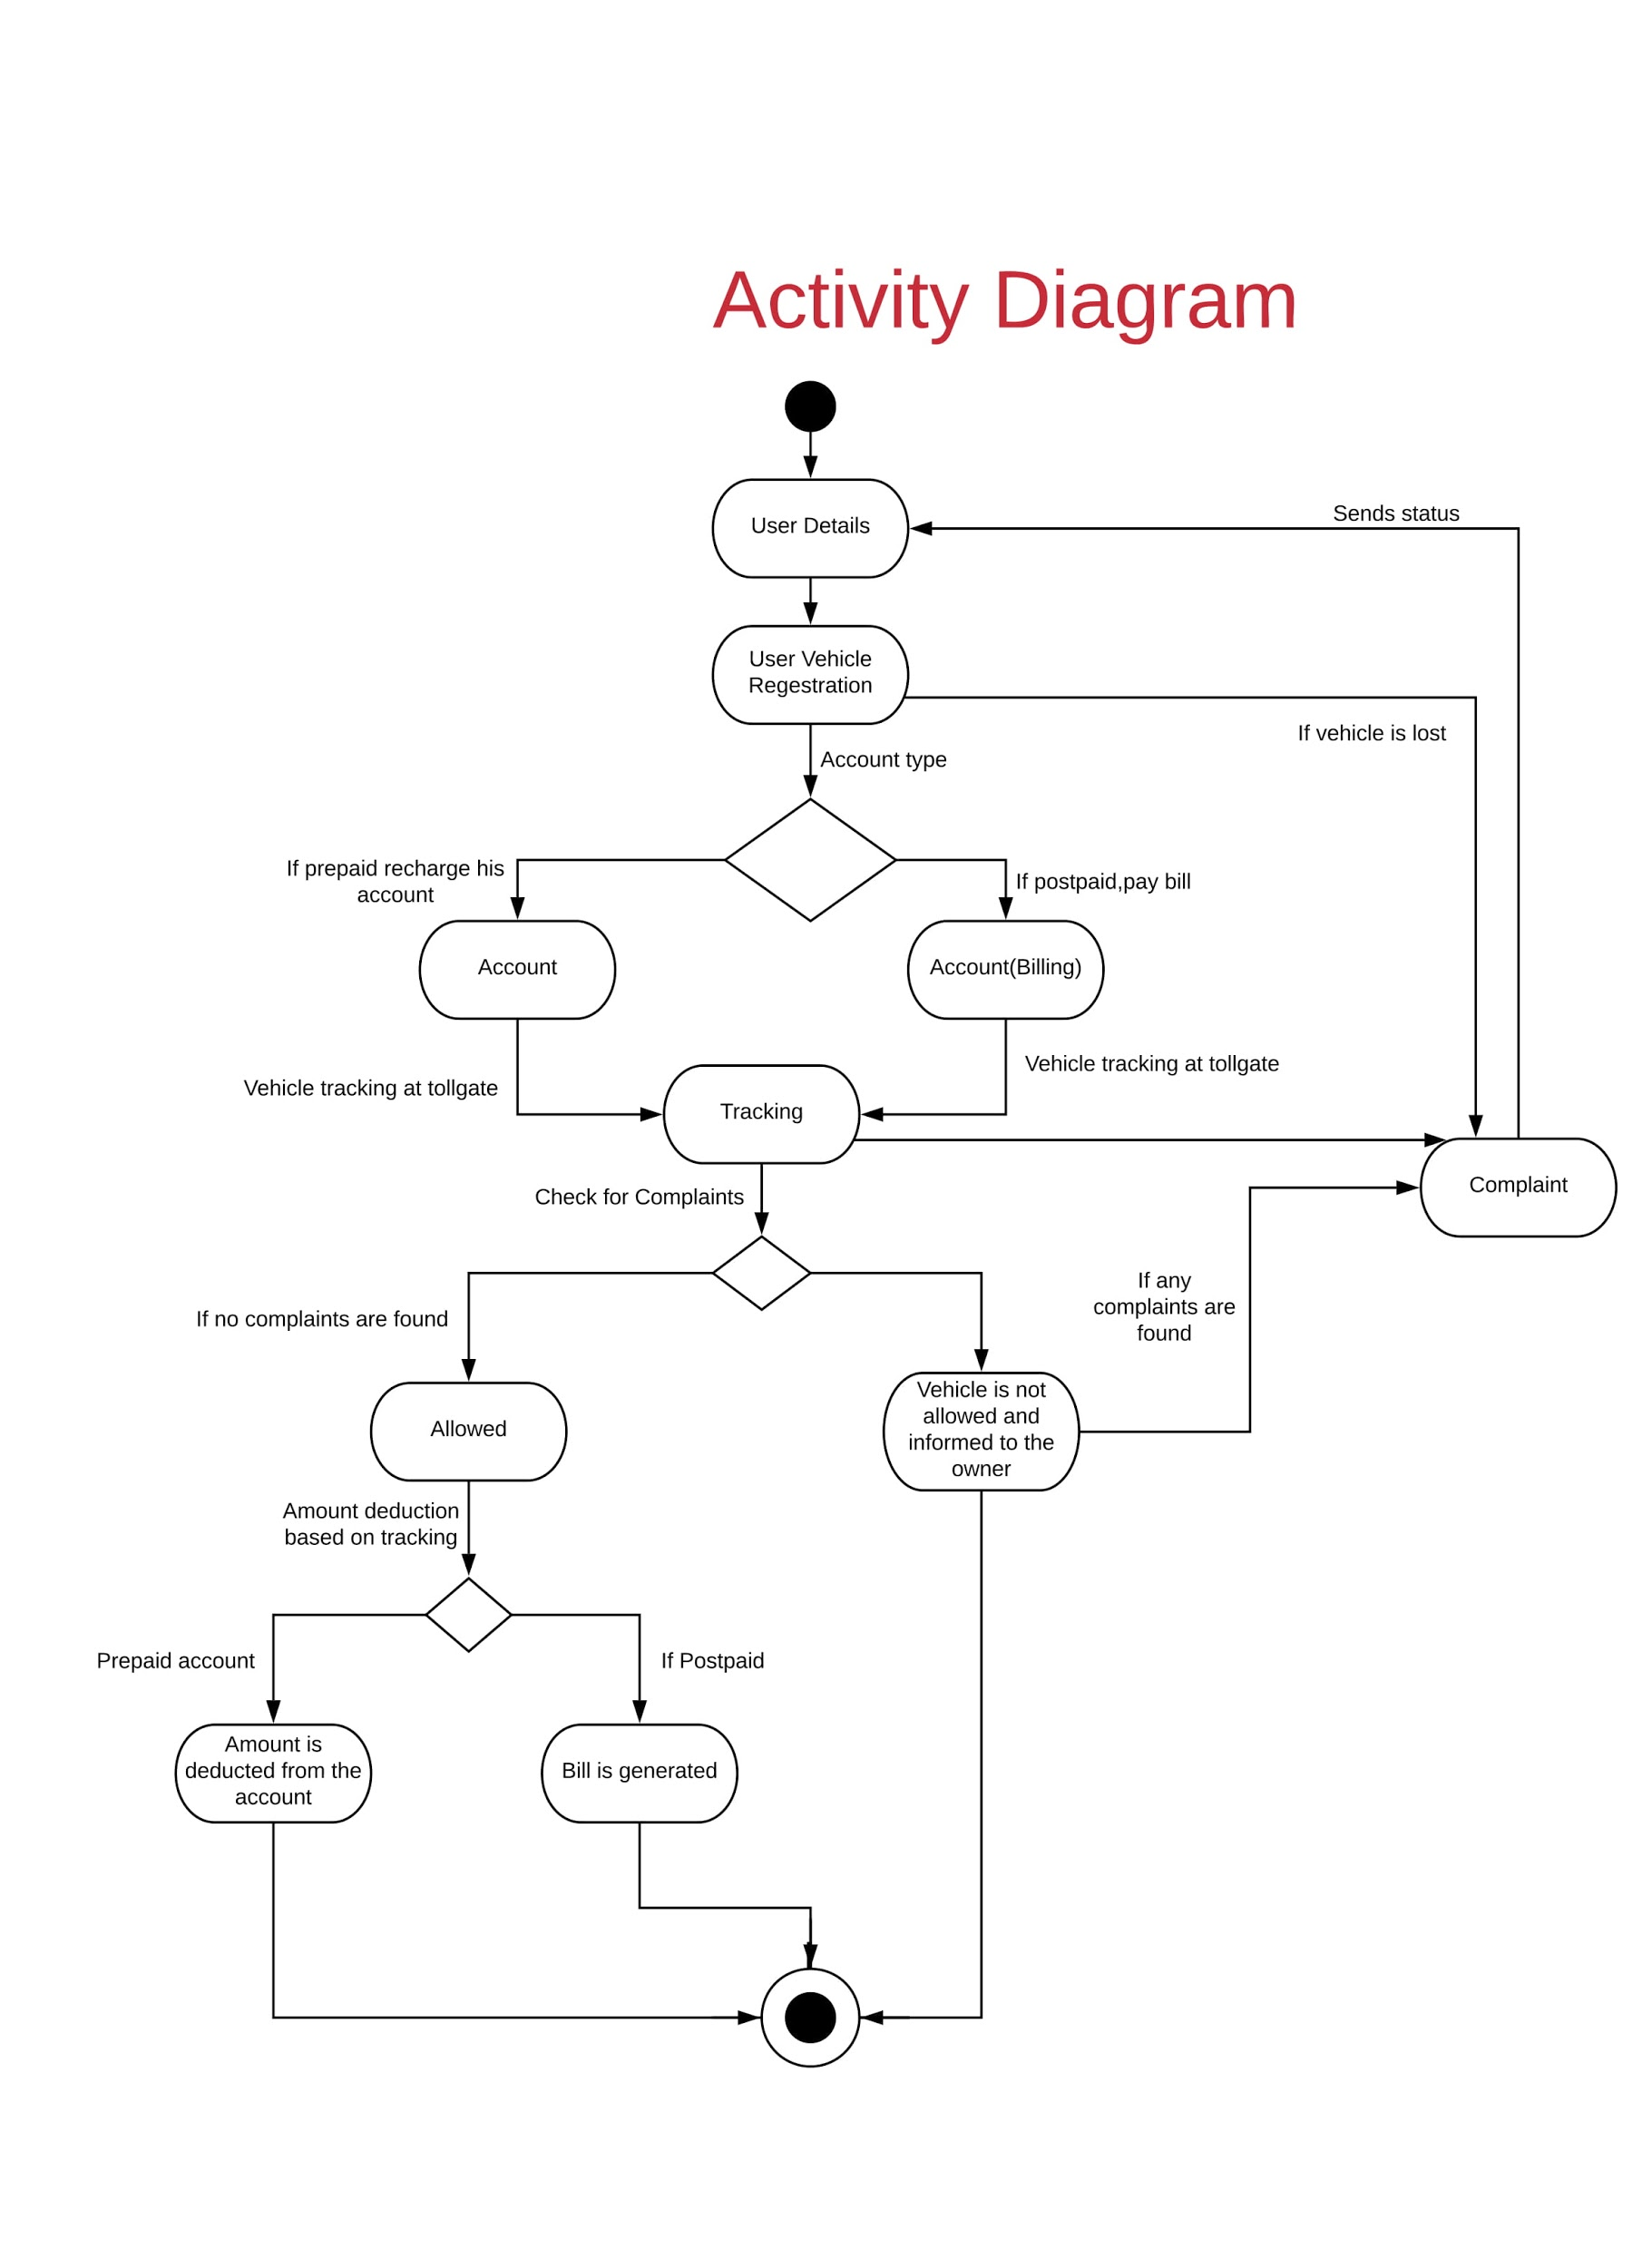 Activity Diagram
User Details
Sends status
User Vehicle
Regestration
If vehicle is lost
Account type
If prepaid recharge his
account
If postpaid,pay bill
Account
Account(Billing)
Vehicle tracking at tollgate
Vehicle tracking at tollgate
Tracking
Complaint
Check for Complaints
If any
complaints are
found
If no complaints are found
Vehicle is not
allowed and
informed to the
owner
Allowed
Amount deduction
based on tracking
Prepaid account
If Postpaid
Amount is
deducted from the
account
Bill is generated